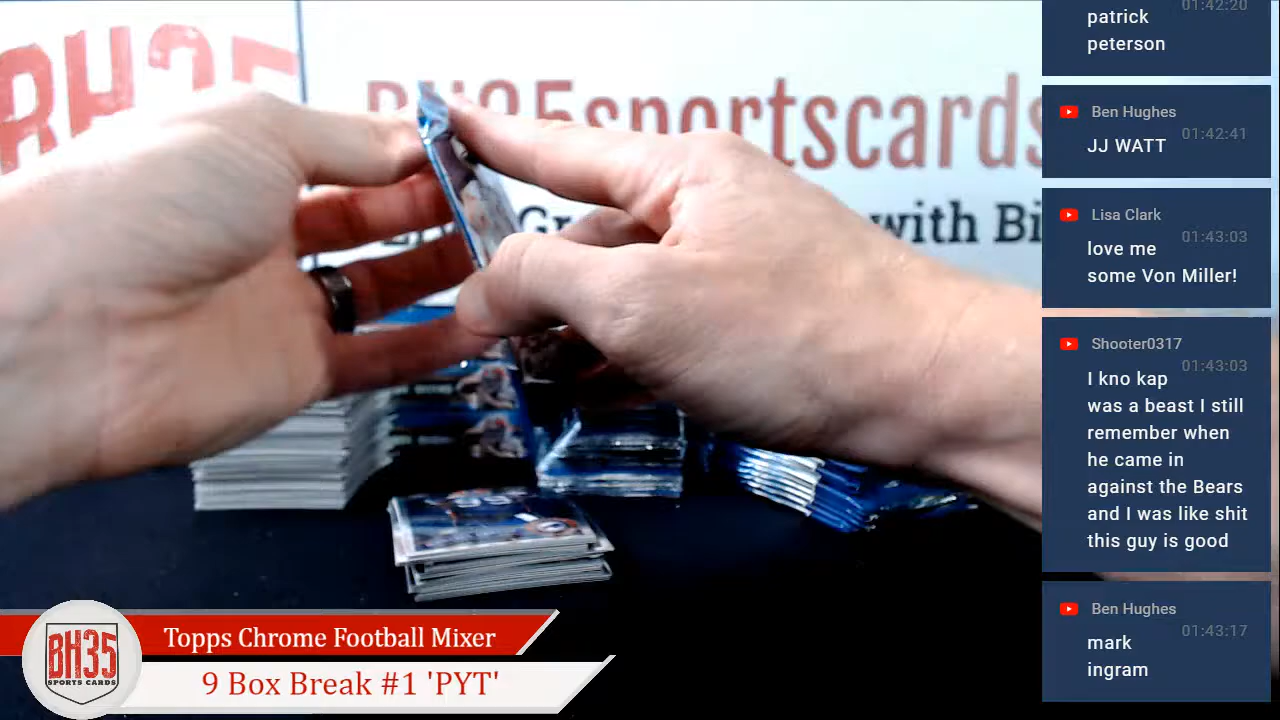 BH35
BH35sportscards
with Bi
patrick 01:42:20
peterson
Ben Hughes
01:42:41
JJ WATT
Lisa Clark
01:43:03
love me
some Von Miller!
Shooter0317
01:43:03
I kno kap
was a beast I still
remember when
he came in
against the Bears
and I was like shit
this guy is good
Ben Hughes
01:43:17
mark
ingram
Topps Chrome Football Mixer
9 Box Break #1 'PYT'
BH35
SPORTS CARDS